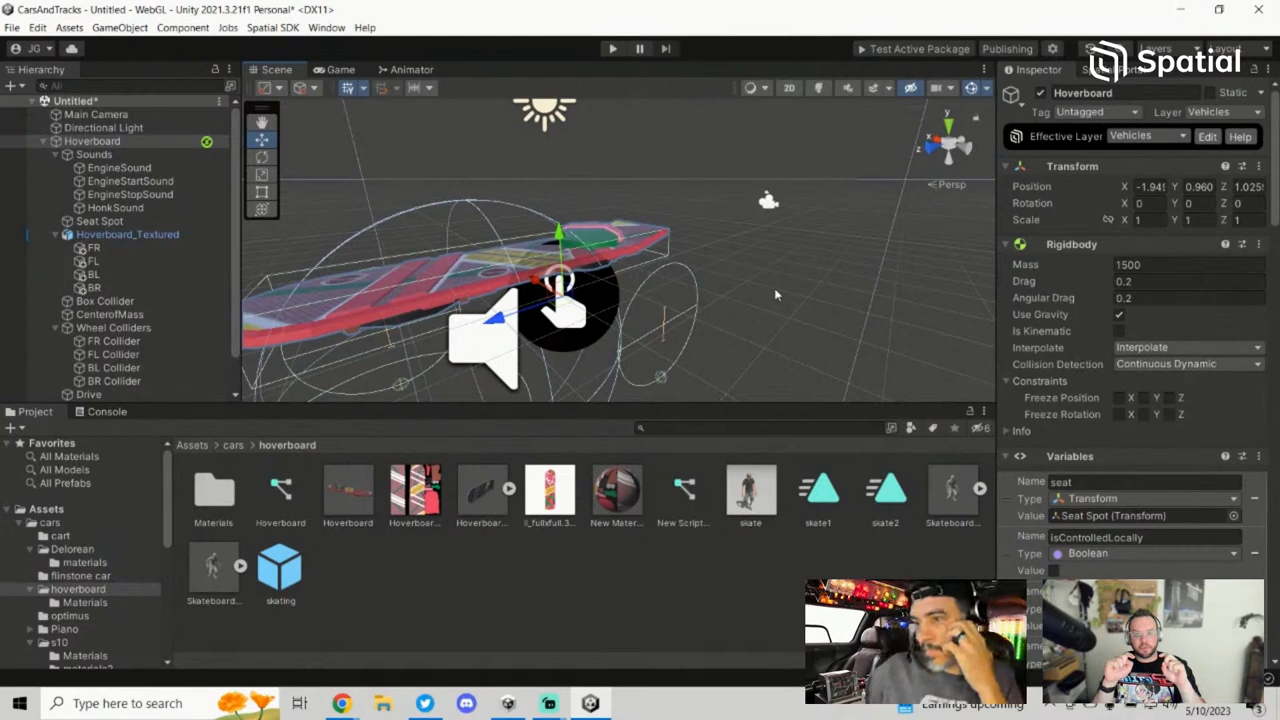 CarsAndTracks - Untitled - WebGL - Unity 2021.3.21f1 Personal* <DX11>
File Edit Assets GameObject Component Jobs Spatial SDK Window Help
JG Test Active Package Publishing Layers Layout
Spatial
Hierarchy Scene Game Animator Inspector
All 2D Hoverboard Static
Untitled* Tag Untagged Layer Vehicles
Main Camera
Directional Light Effective Layer Vehicles Edit Help
Hoverboard y
Sounds z
EngineSound Transform
EngineStartSound Persp Position X -1.949 Y 0.960 Z 1.0259
EngineStopSound Rotation X 0 Y 0 Z 0
HonkSound Scale X 1 Y 1 Z 1
Seat Spot
Hoverboard_Textured Rigidbody
FR Mass 1500
FL Drag 0.2
BL Angular Drag 0.2
BR Use Gravity
Box Collider Is Kinematic
CenterofMass Interpolate Interpolate
Wheel Colliders Collision Detection Continuous Dynamic
FR Collider Constraints
FL Collider Freeze Position X Y Z
BL Collider Freeze Rotation X Y Z
BR Collider Info
Drive
Project Console Variables
6
Favorites Assets > cars > hoverboard Name seat
All Materials Type Transform
All Models Value Seat Spot (Transform)
All Prefabs Name isControlledLocally
Assets Type Boolean
cars Value
cart Materials Hoverboard Hoverboard Hoverboar... Hoverboar... il_fullxfull.3... New Mater... New Script... skate skate1 skate2 Skateboard...
Delorean
materials
flinstone car
hoverboard
Materials Skateboard... skating
optimus
Piano
s10
Materials
materials2
Type here to search Earnings upcoming 5/10/2023 3